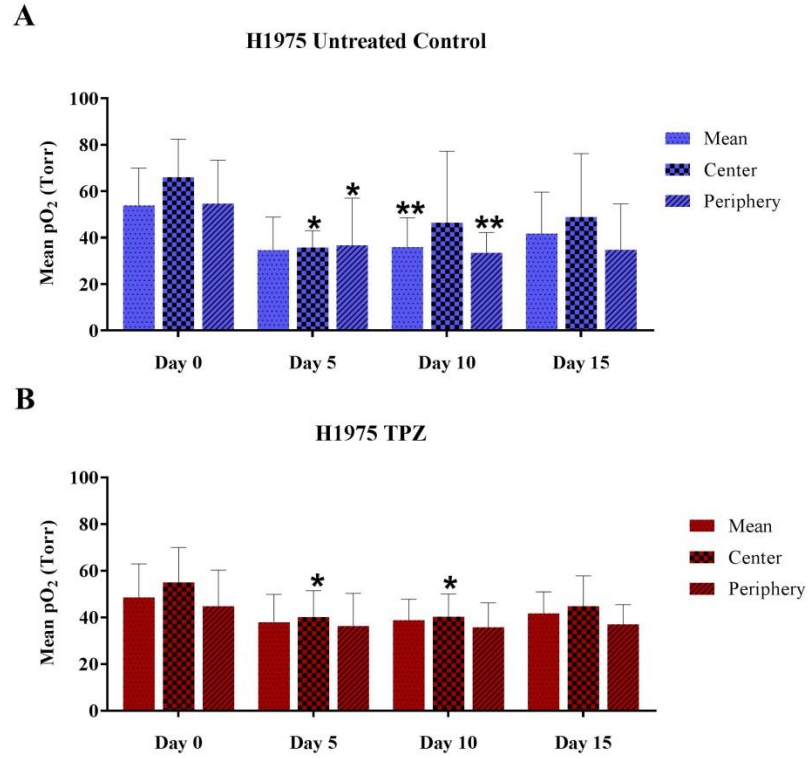 A
H1975 Untreated Control
Mean pO₂ (Torr)
100
80
60
40
20
0
* * ** **
Day 0 Day 5 Day 10 Day 15
Mean
Center
Periphery
B
H1975 TPZ
Mean pO₂ (Torr)
100
80
60
40
20
0
* *
Day 0 Day 5 Day 10 Day 15
Mean
Center
Periphery